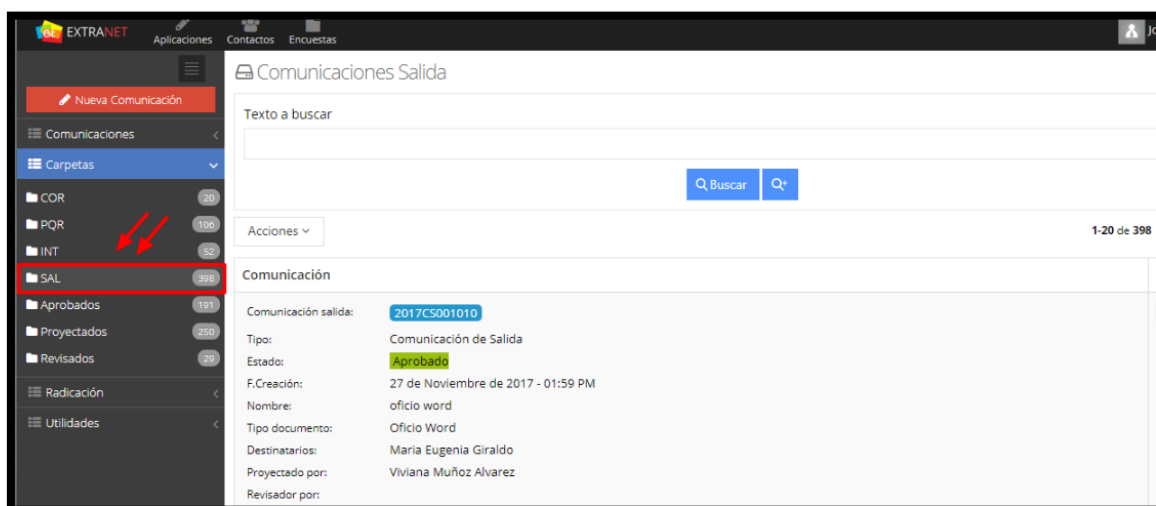 et EXTRANET Aplicaciones Contactos Encuestas
Nueva Comunicación
Comunicaciones
Carpetas
COR 20
PQR 106
INT 52
SAL 398
Aprobados 191
Proyectados 250
Revisados 29
Radicación
Utilidades
Comunicaciones Salida
Texto a buscar
Buscar
Acciones
1-20 de 398
Comunicación
Comunicación salida: 2017CS001010
Tipo: Comunicación de Salida
Estado: Aprobado
F.Creación: 27 de Noviembre de 2017 - 01:59 PM
Nombre: oficio word
Tipo documento: Oficio Word
Destinatarios: Maria Eugenia Giraldo
Proyectado por: Viviana Muñoz Alvarez
Revisador por: